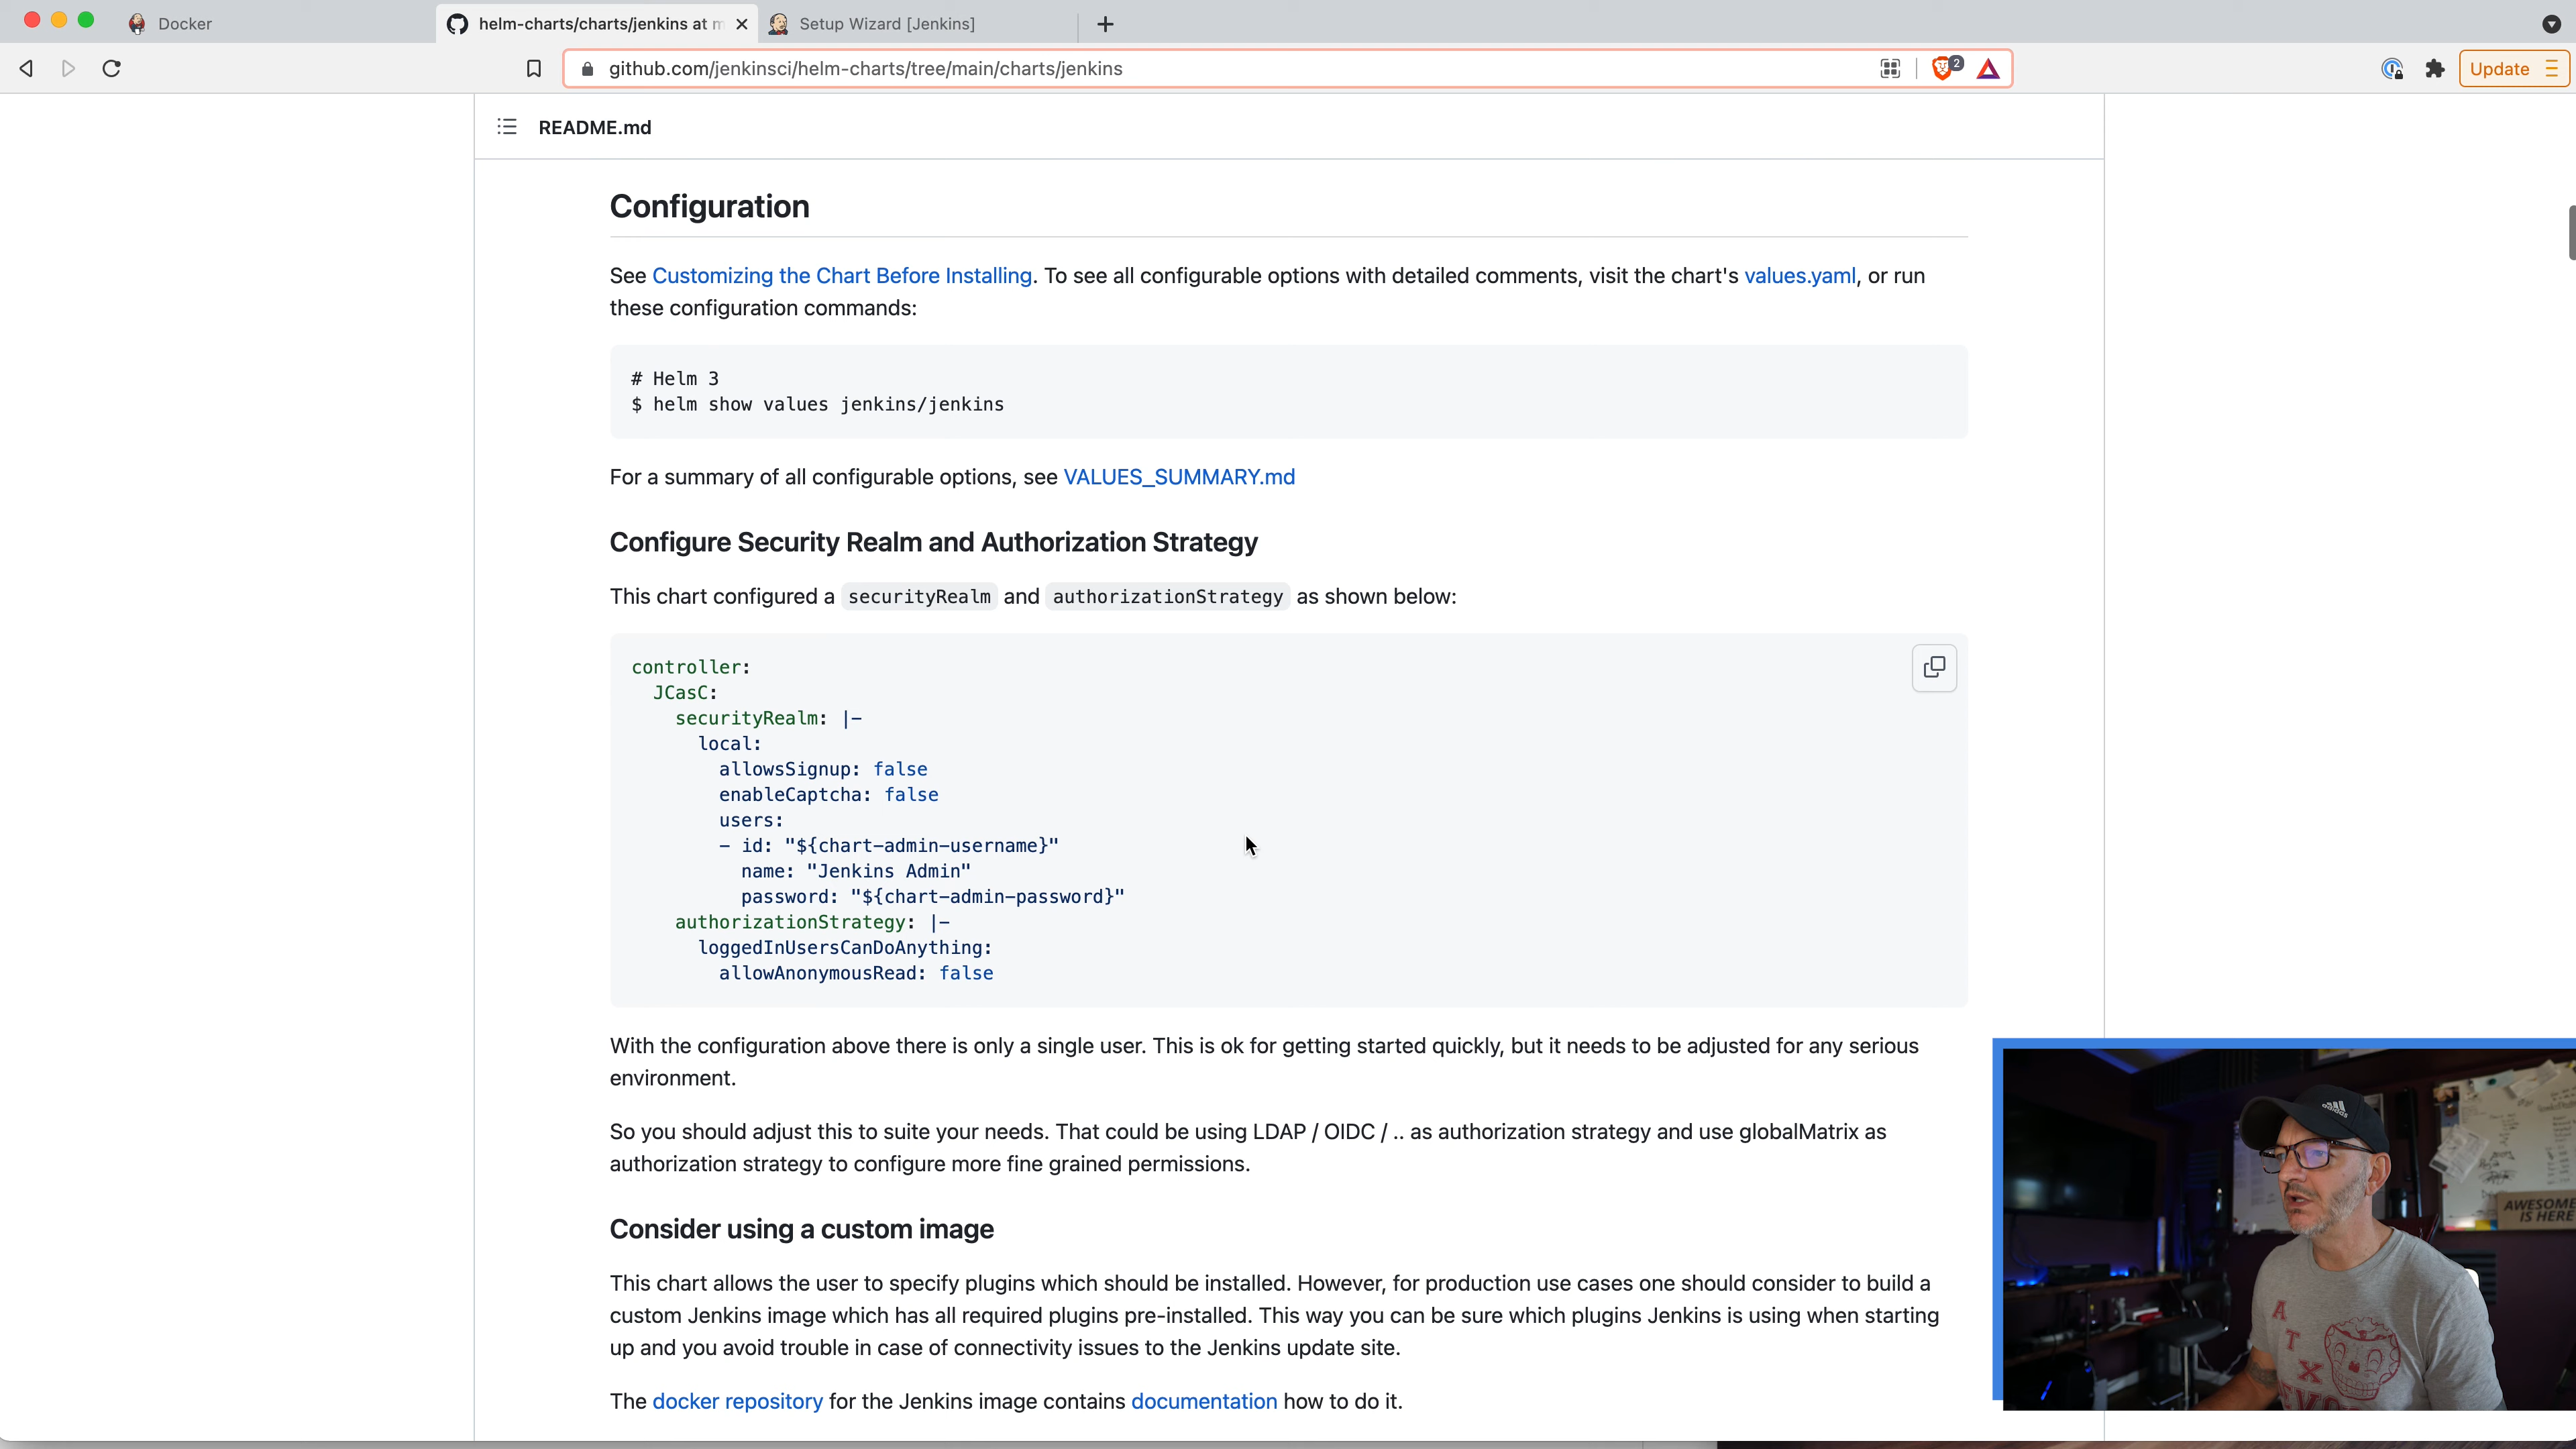 Docker
helm-charts/charts/jenkins at m
Setup Wizard [Jenkins]
github.com/jenkinsci/helm-charts/tree/main/charts/jenkins
2
Update
README.md
Configuration
See Customizing the Chart Before Installing. To see all configurable options with detailed comments, visit the chart's values.yaml, or run
these configuration commands:
# Helm 3
$ helm show values jenkins/jenkins
For a summary of all configurable options, see VALUES_SUMMARY.md
Configure Security Realm and Authorization Strategy
This chart configured a securityRealm and authorizationStrategy as shown below:
controller:
JCasC:
securityRealm: |-
local:
allowsSignup: false
enableCaptcha: false
users:
- id: "${chart-admin-username}"
name: "Jenkins Admin"
password: "${chart-admin-password}"
authorizationStrategy: |-
loggedInUsersCanDoAnything:
allowAnonymousRead: false
With the configuration above there is only a single user. This is ok for getting started quickly, but it needs to be adjusted for any serious
environment.
So you should adjust this to suite your needs. That could be using LDAP / OIDC / .. as authorization strategy and use globalMatrix as
authorization strategy to configure more fine grained permissions.
Consider using a custom image
This chart allows the user to specify plugins which should be installed. However, for production use cases one should consider to build a
custom Jenkins image which has all required plugins pre-installed. This way you can be sure which plugins Jenkins is using when starting
up and you avoid trouble in case of connectivity issues to the Jenkins update site.
The docker repository for the Jenkins image contains documentation how to do it.
adidas
AWESOME
IS HERE
ATX